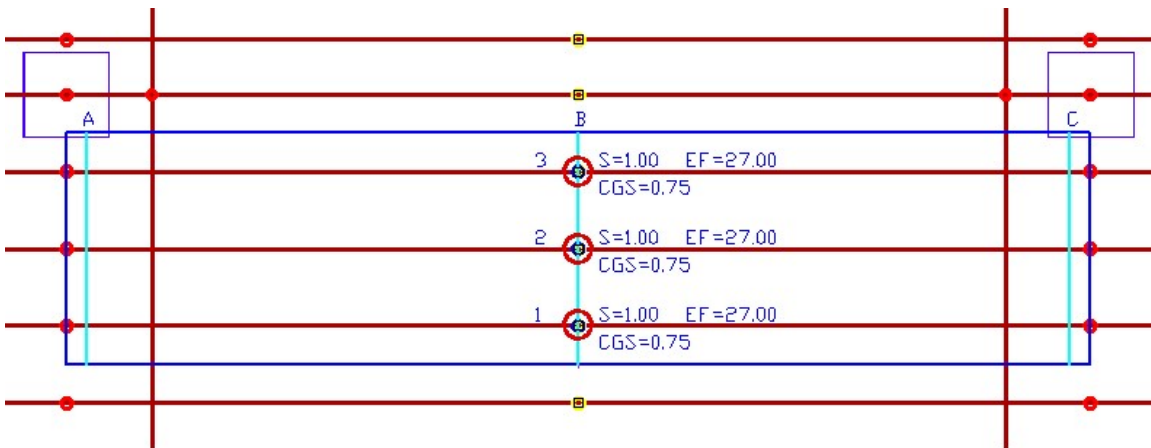 A B C
3 S=1.00 EF=27.00
CGS=0.75
2 S=1.00 EF=27.00
CGS=0.75
1 S=1.00 EF=27.00
CGS=0.75